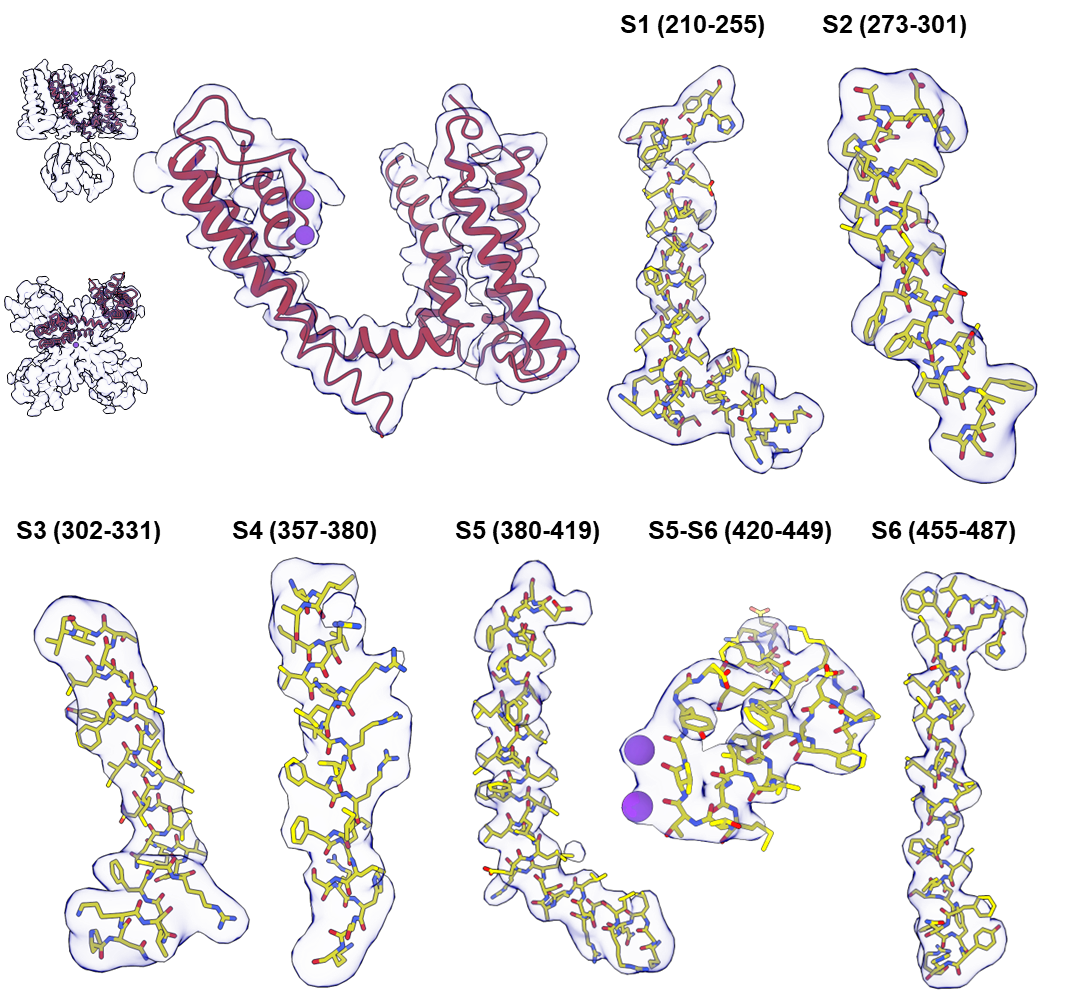 S1 (210-255)
S2 (273-301)
S3 (302-331)
S4 (357-380)
S5 (380-419)
S5-S6 (420-449)
S6 (455-487)